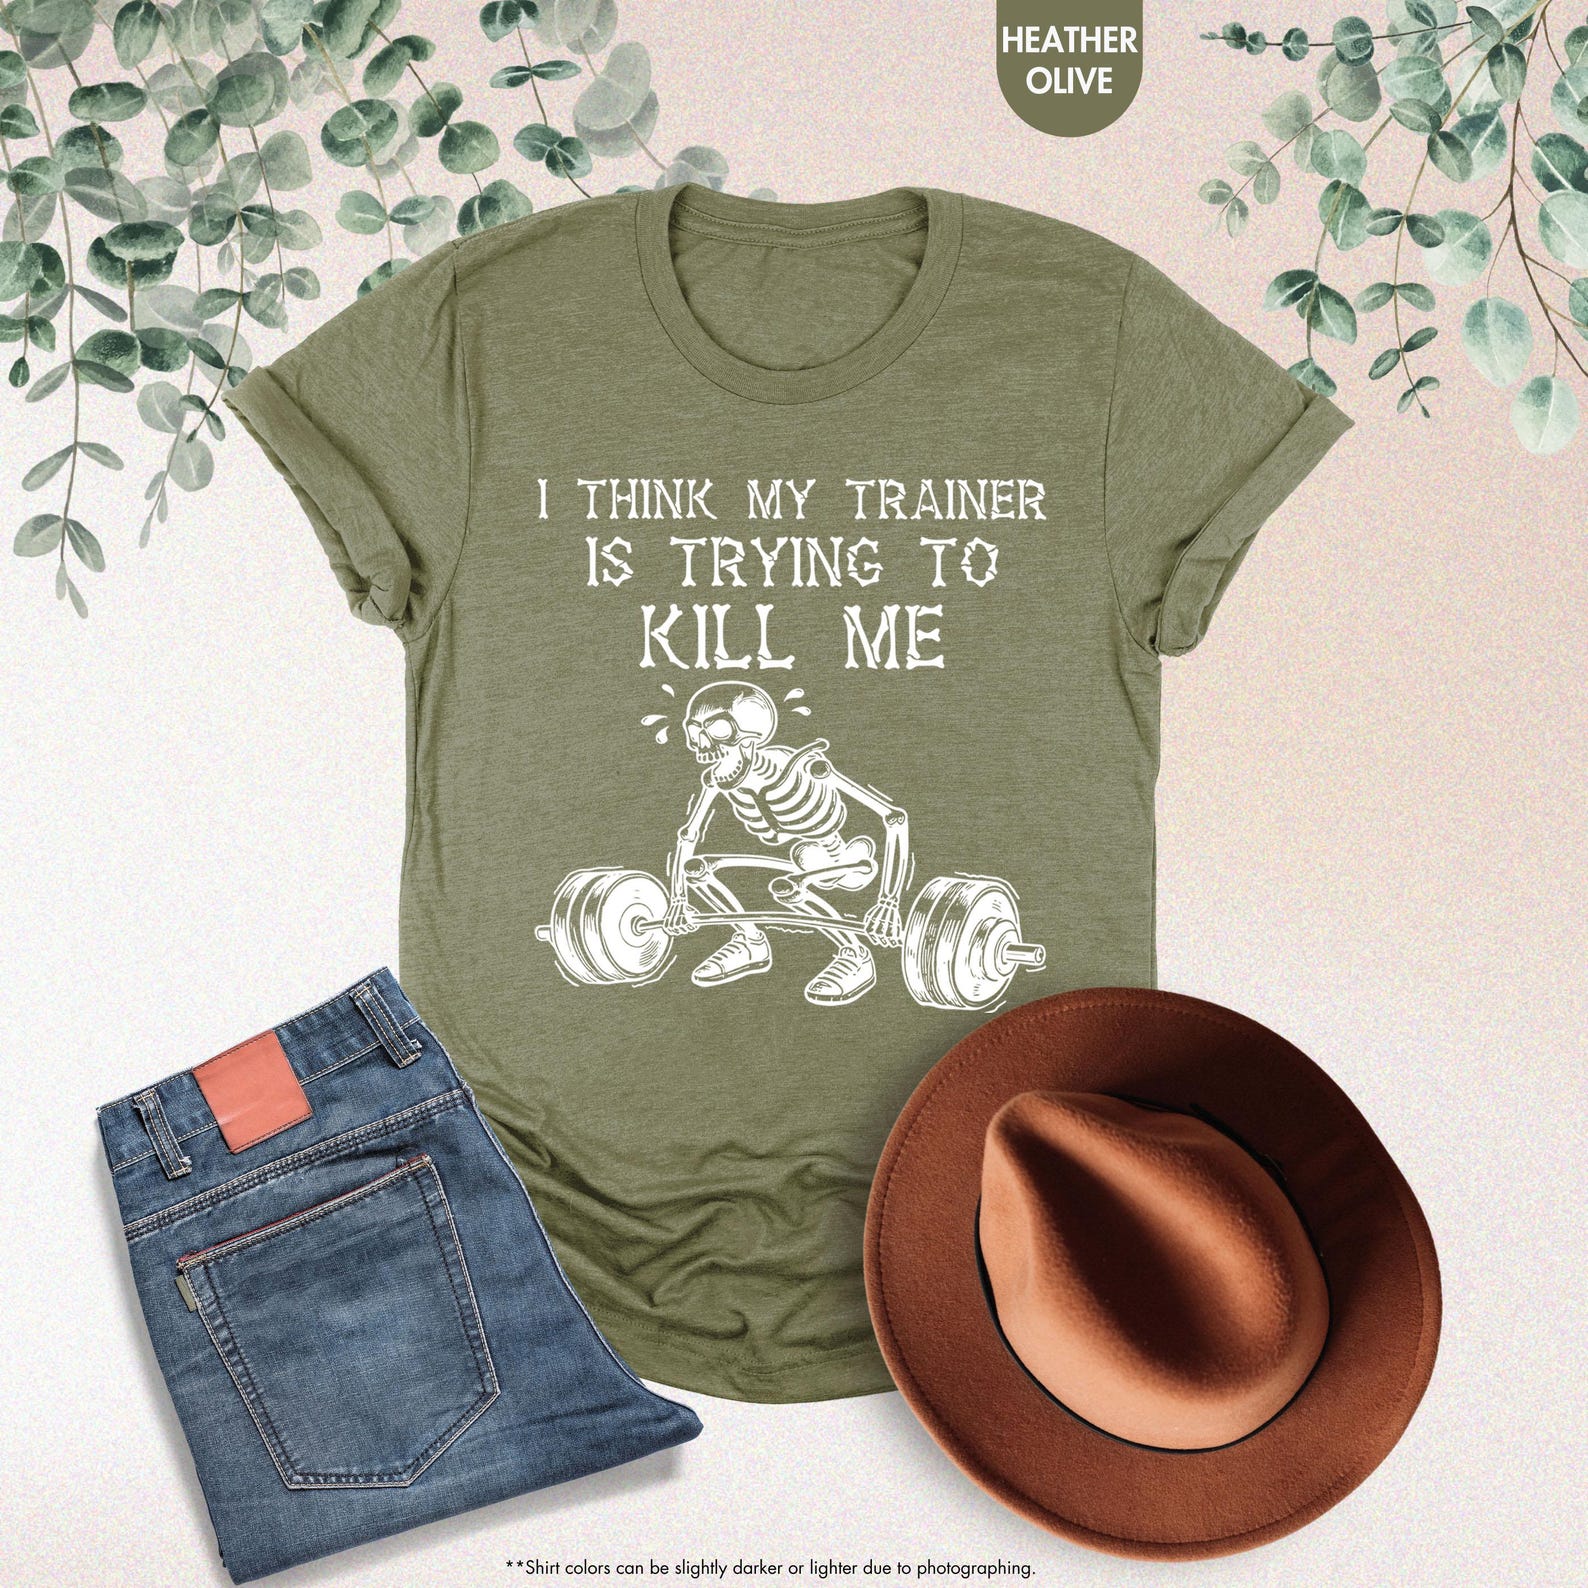 HEATHER
OLIVE
I THINK MY TRAINER
IS TRYING TO
KILL ME
**Shirt colors can be slightly darker or lighter due to photographing.